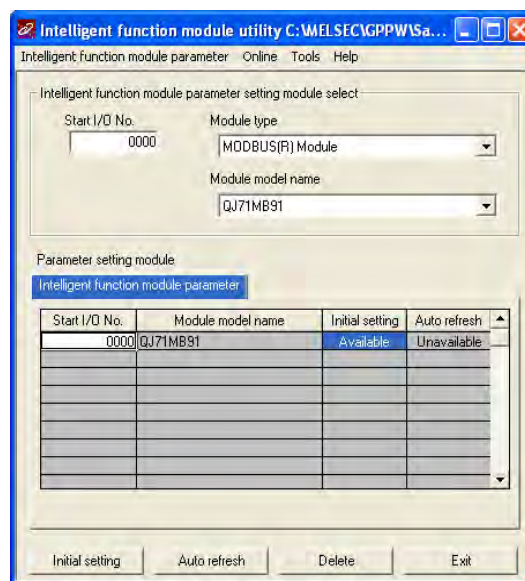 Intelligent function module utility C:\MELSEC\GPPW\Sa...
Intelligent function module parameter Online Tools Help
Intelligent function module parameter setting module select
Start I/O No. Module type
0000 MODBUS(R) Module
Module model name
QJ71MB91
Parameter setting module
Intelligent function module parameter
Start I/O No. Module model name Initial setting Auto refresh
0000 QJ71MB91 Available Unavailable
Initial setting Auto refresh Delete Exit